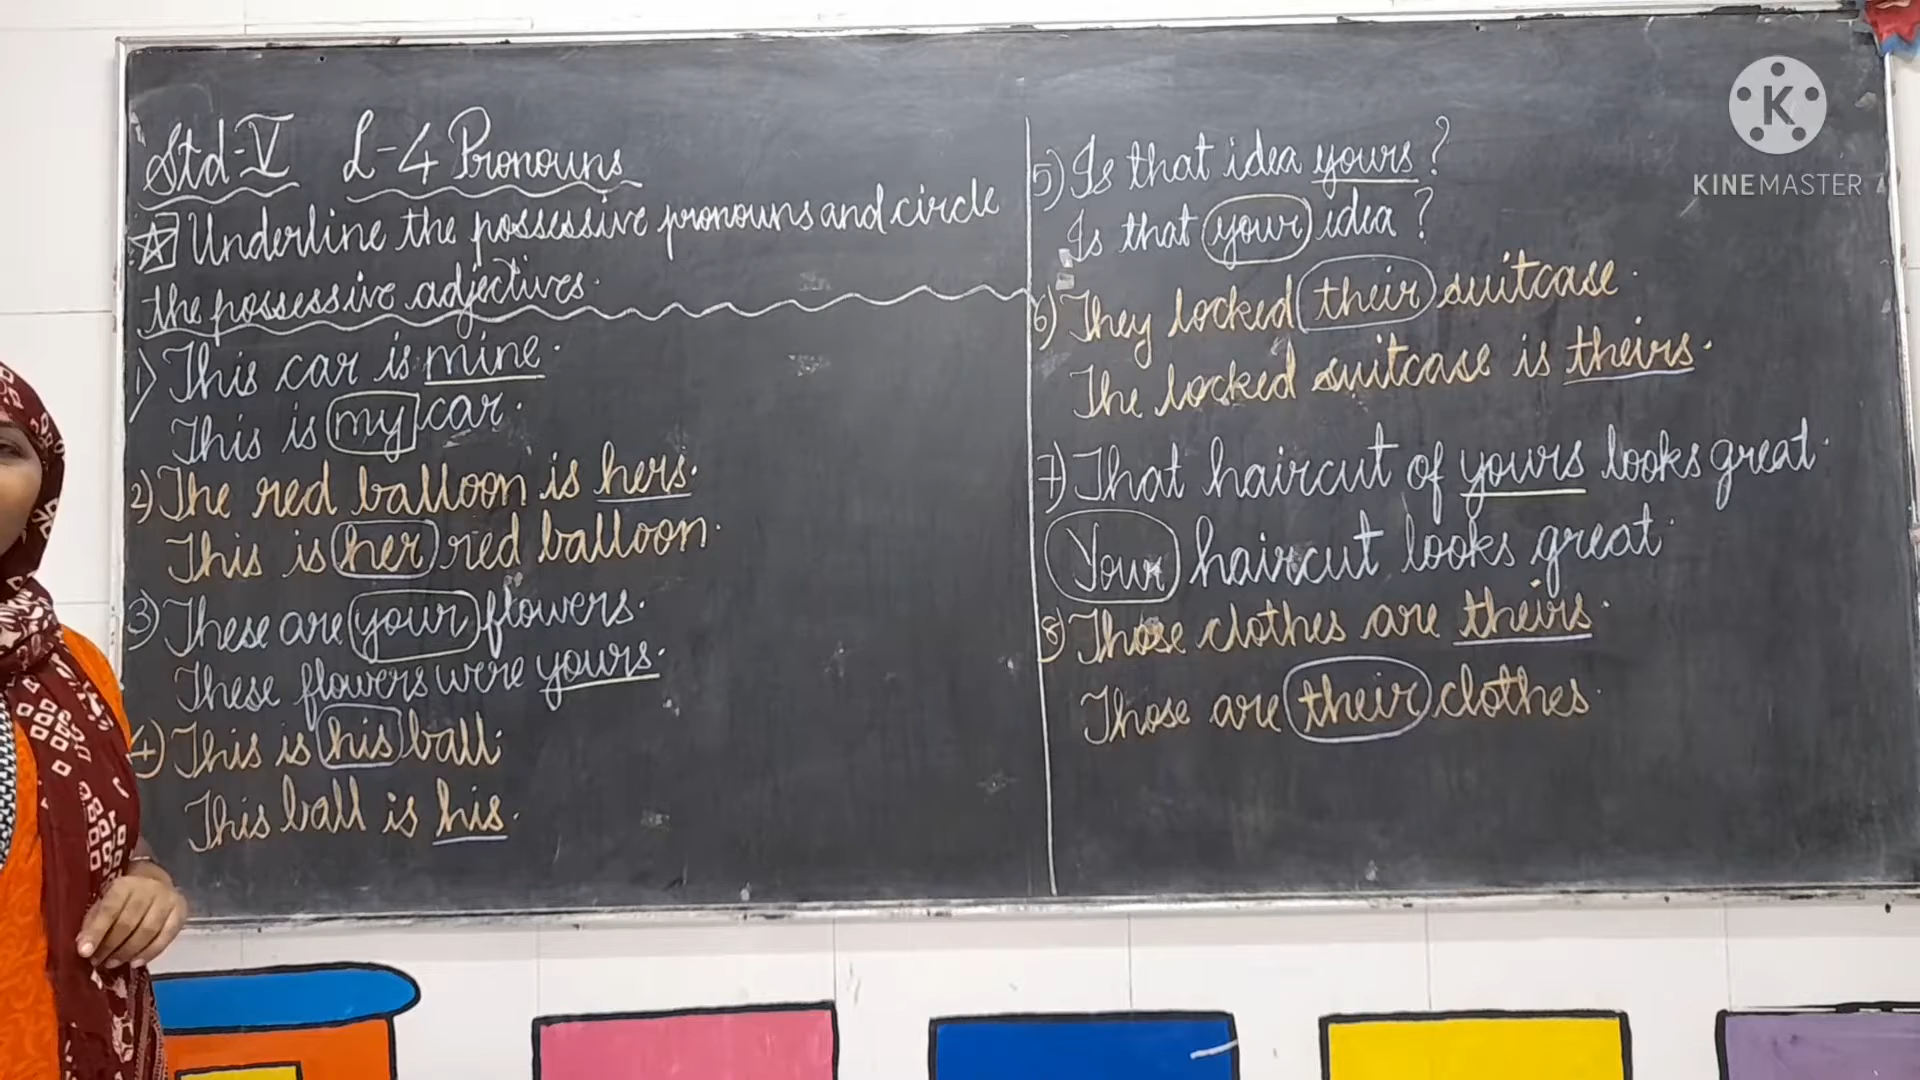 Std-V L-4 Pronouns
Underline the possessive pronouns and circle
the possessive adjectives.
1) This car is mine.
This is my car.
2) The red balloon is hers.
This is her red balloon.
3) These are your flowers.
These flowers were yours.
4) This is his ball.
This ball is his.
5) Is that idea yours?
Is that your idea?
6) They locked their suitcase.
The locked suitcase is theirs.
7) That haircut of yours looks great.
Your haircut looks great.
8) Those clothes are theirs.
Those are their clothes.
K
KINEMASTER